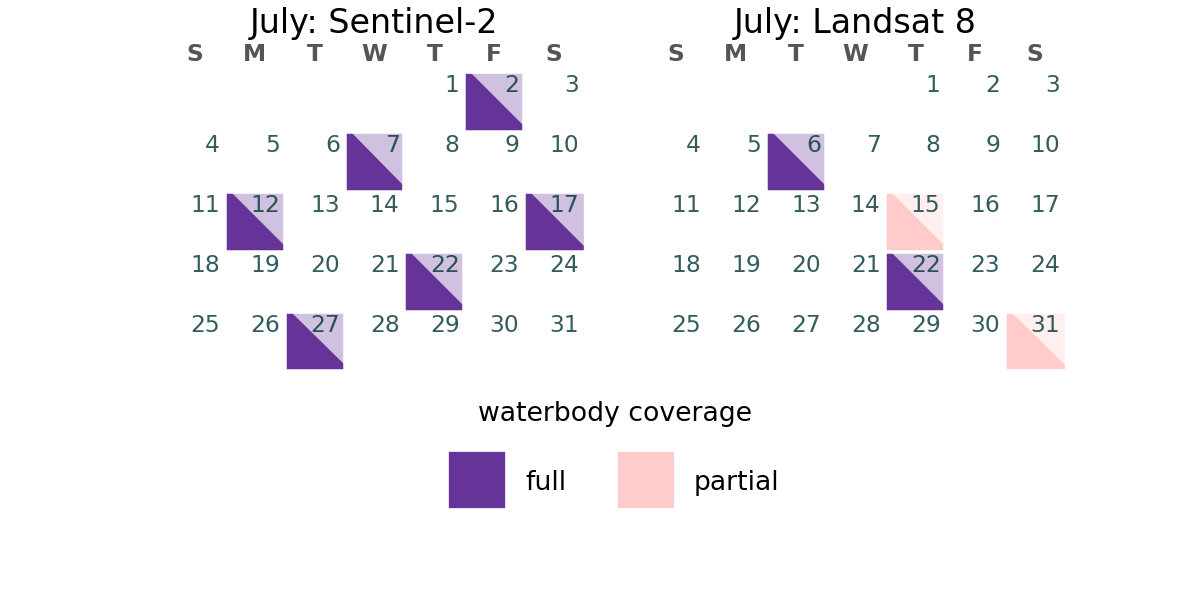 July: Sentinel-2
S M T W T F S
1 2 3
4 5 6 7 8 9 10
11 12 13 14 15 16 17
18 19 20 21 22 23 24
25 26 27 28 29 30 31
July: Landsat 8
S M T W T F S
1 2 3
4 5 6 7 8 9 10
11 12 13 14 15 16 17
18 19 20 21 22 23 24
25 26 27 28 29 30 31
waterbody coverage
full
partial